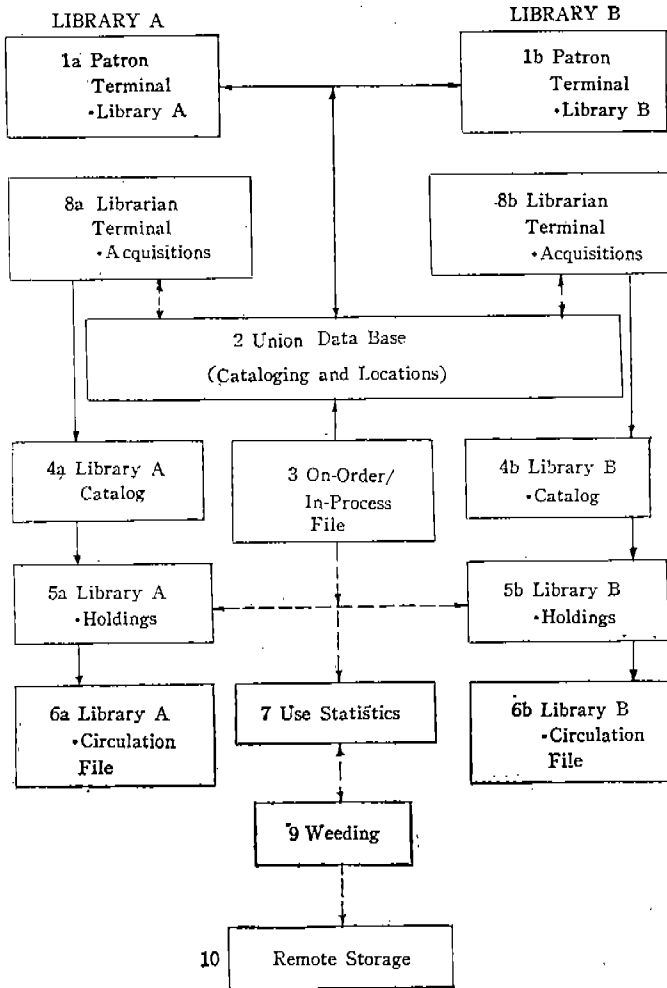 LIBRARY A
LIBRARY B
1a Patron
Terminal
•Library A
1b Patron
Terminal
•Library B
8a Librarian
Terminal
•Acquisitions
8b Librarian
Terminal
•Acquisitions
2 Union Data Base
(Cataloging and Locations)
4a Library A
Catalog
3 On-Order/
In-Process
File
4b Library B
•Catalog
5a Library A
•Holdings
5b Library B
•Holdings
6a Library A
•Circulation
File
7 Use Statistics
6b Library B
•Circulation
File
9 Weeding
10 Remote Storage